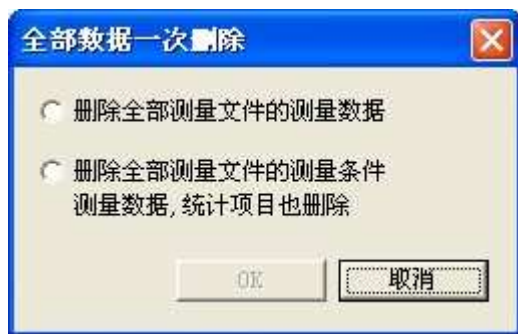 全部数据一次删除
删除全部测量文件的测量数据
删除全部测量文件的测量条件
测量数据,统计项目也删除
OK
取消